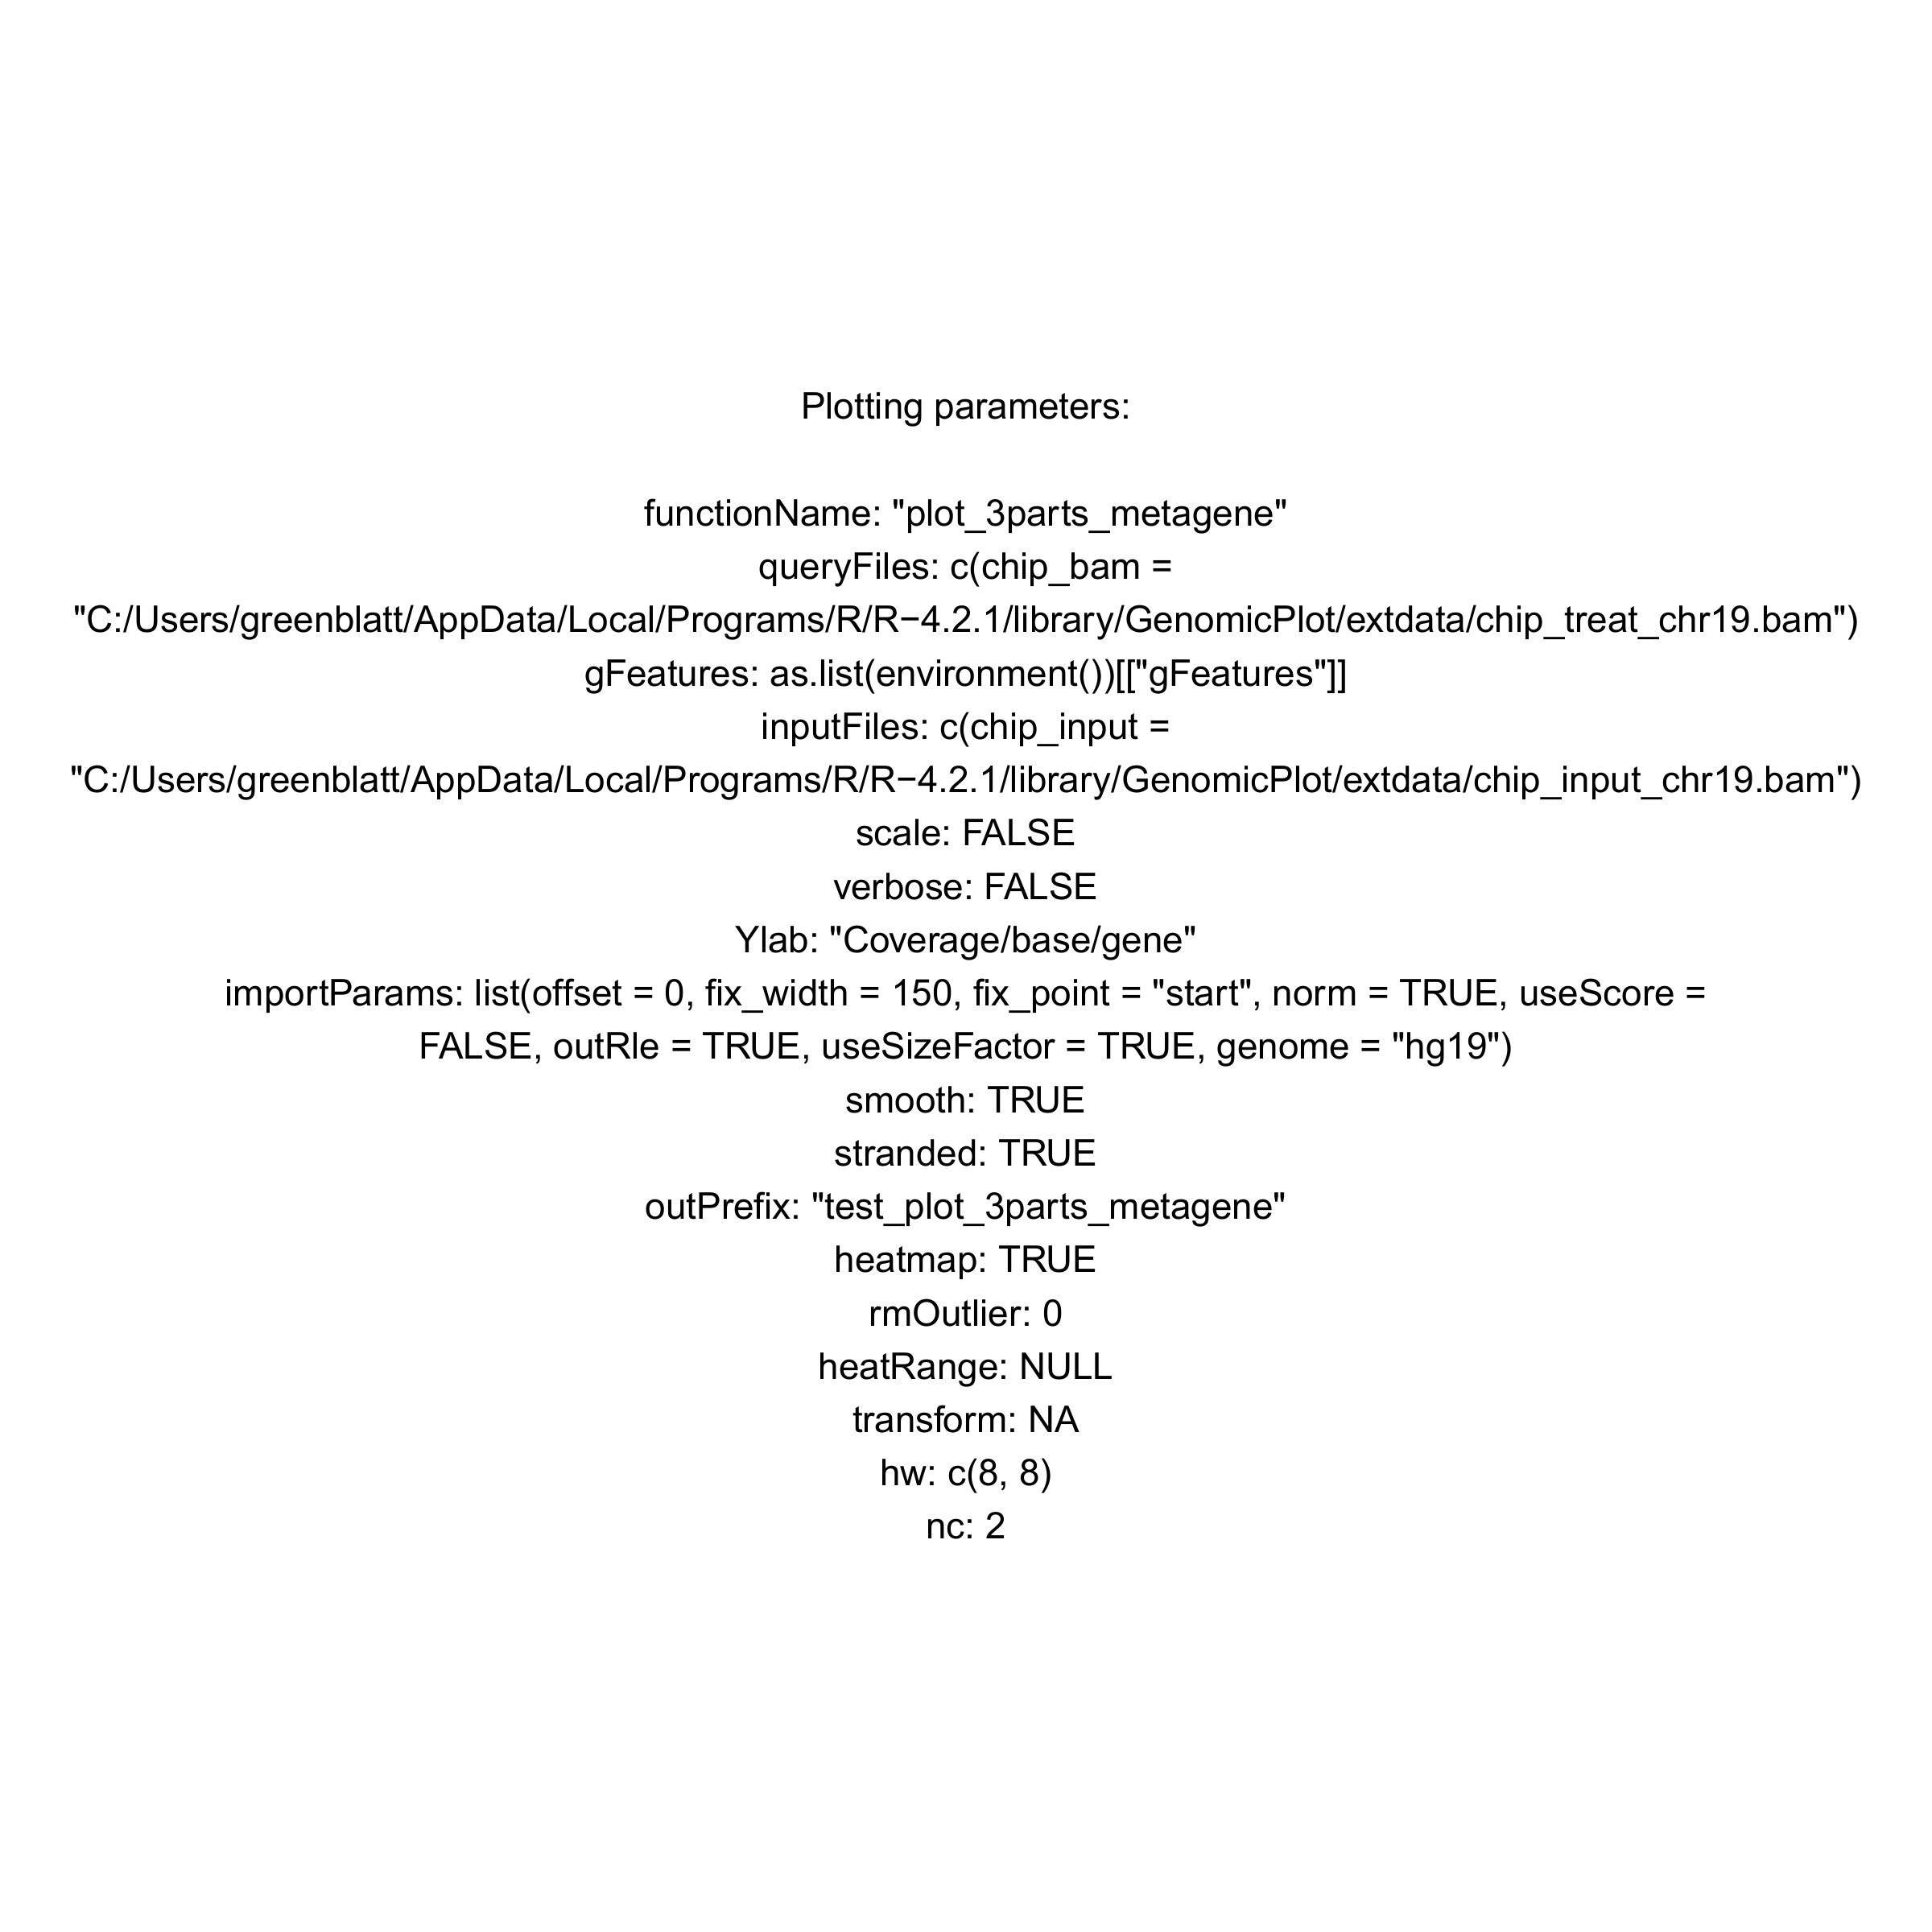 Plotting parameters:
functionName: "plot_3parts_metagene"
queryFiles: c(chip_bam =
"C:/Users/greenblatt/AppData/Local/Programs/R/R−4.2.1/library/GenomicPlot/extdata/chip_treat_chr19.bam")
gFeatures: as.list(environment())[["gFeatures"]]
inputFiles: c(chip_input =
"C:/Users/greenblatt/AppData/Local/Programs/R/R−4.2.1/library/GenomicPlot/extdata/chip_input_chr19.bam")
scale: FALSE
verbose: FALSE
Ylab: "Coverage/base/gene"
importParams: list(offset = 0, fix_width = 150, fix_point = "start", norm = TRUE, useScore =
FALSE, outRle = TRUE, useSizeFactor = TRUE, genome = "hg19")
smooth: TRUE
stranded: TRUE
outPrefix: "test_plot_3parts_metagene"
heatmap: TRUE
rmOutlier: 0
heatRange: NULL
transform: NA
hw: c(8, 8)
nc: 2